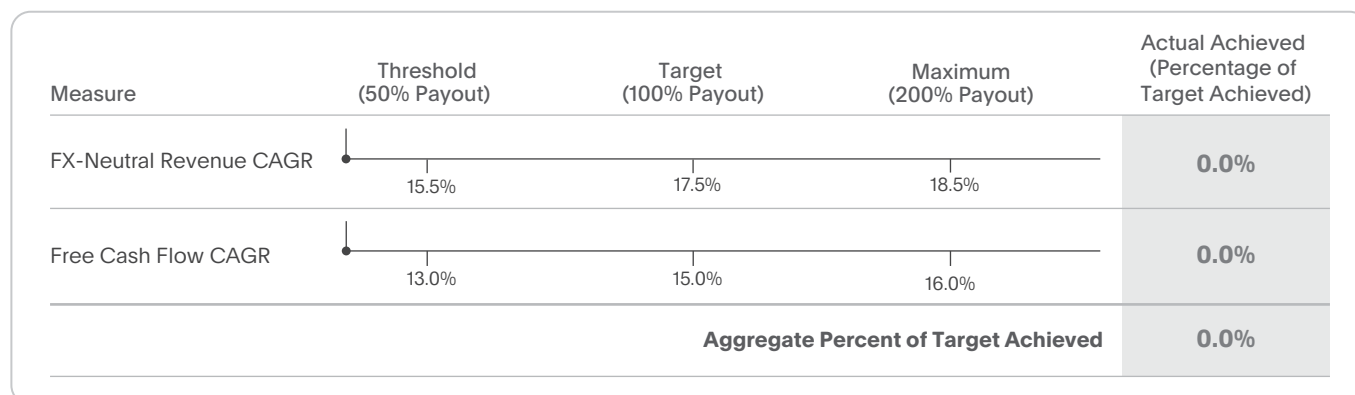 Measure
Threshold
(50% Payout)
Target
(100% Payout)
Maximum
(200% Payout)
Actual Achieved
(Percentage of
Target Achieved)
FX-Neutral Revenue CAGR
15.5%
17.5%
18.5%
0.0%
Free Cash Flow CAGR
13.0%
15.0%
16.0%
0.0%
Aggregate Percent of Target Achieved
0.0%